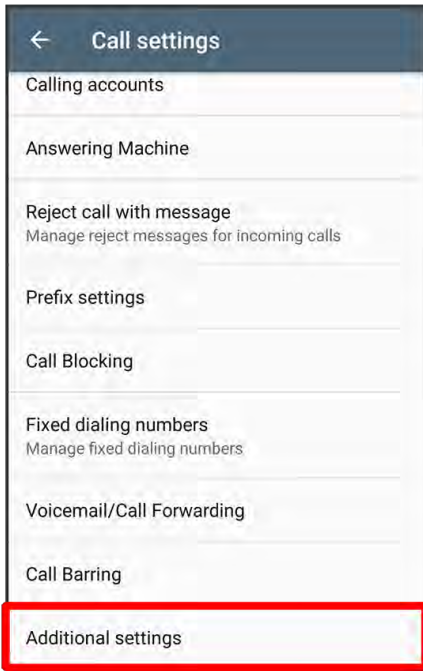 Call settings
Calling accounts
Answering Machine
Reject call with message
Manage reject messages for incoming calls
Prefix settings
Call Blocking
Fixed dialing numbers
Manage fixed dialing numbers
Voicemail/Call Forwarding
Call Barring
Additional settings